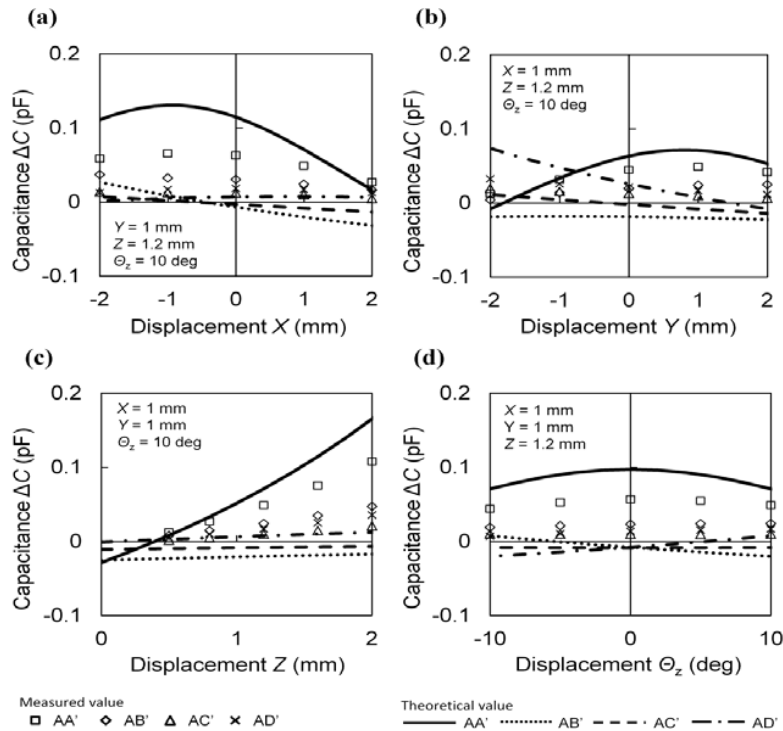 (a)
0.2
0.1
0
-0.1
Capacitance ΔC (pF)
Y = 1 mm
Z = 1.2 mm
Θz = 10 deg
-2 -1 0 1 2
Displacement X (mm)
(b)
0.2
0.1
0
-0.1
Capacitance ΔC (pF)
X = 1 mm
Z = 1.2 mm
Θz = 10 deg
-2 -1 0 1 2
Displacement Y (mm)
(c)
0.2
0.1
0
-0.1
Capacitance ΔC (pF)
X = 1 mm
Y = 1 mm
Θz = 10 deg
0 1 2
Displacement Z (mm)
(d)
0.2
0.1
0
-0.1
Capacitance ΔC (pF)
X = 1 mm
Y = 1 mm
Z = 1.2 mm
-10 0 10
Displacement Θz (deg)
Measured value
AA' AB' AC' AD'
Theoretical value
AA' AB' AC' AD'